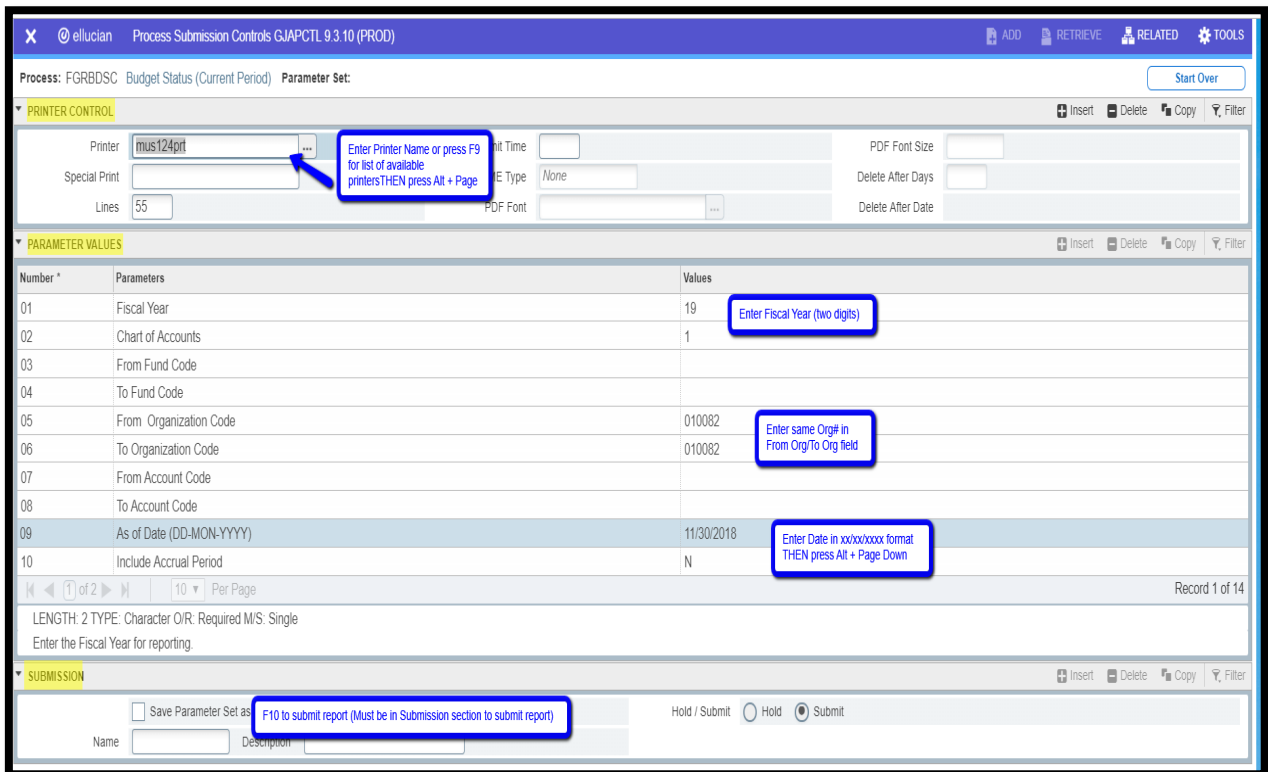 X ellucian Process Submission Controls GJAPCTL 9.3.10 (PROD) ADD RETRIEVE RELATED TOOLS
Process: FGRBDSC Budget Status (Current Period) Parameter Set: Start Over
PRINTER CONTROL Insert Delete Copy Filter
Printer mus124prt ... Time PDF Font Size
Enter Printer Name or press F9
for list of available
printersTHEN press Alt + Page
Special Print Type None Delete After Days
Lines 55 PDF Font ... Delete After Date
PARAMETER VALUES Insert Delete Copy Filter
Number * Parameters Values
01 Fiscal Year 19 Enter Fiscal Year (two digits)
02 Chart of Accounts 1
03 From Fund Code
04 To Fund Code
05 From Organization Code 010082
06 To Organization Code 010082
Enter same Org# in
From Org/To Org field
07 From Account Code
08 To Account Code
09 As of Date (DD-MON-YYYY) 11/30/2018
10 Include Accrual Period N
Enter Date in xx/xx/xxxx format
THEN press Alt + Page Down
1 of 2 10 Per Page Record 1 of 14
LENGTH: 2 TYPE: Character O/R: Required M/S: Single
Enter the Fiscal Year for reporting.
SUBMISSION Insert Delete Copy Filter
Save Parameter Set as F10 to submit report (Must be in Submission section to submit report) Hold / Submit Hold Submit
Name Description